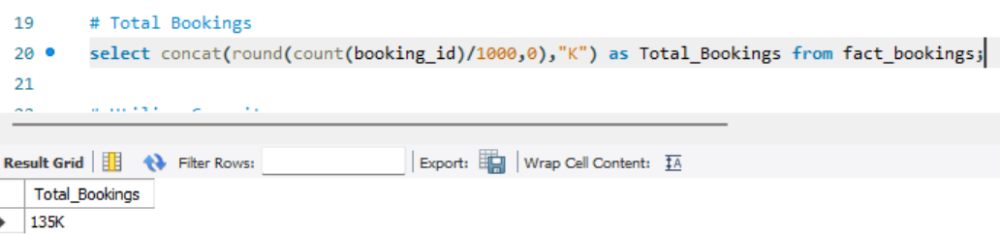 19 # Total Bookings
20 select concat(round(count(booking_id)/1000,0),"K") as Total_Bookings from fact_bookings;
21
Result Grid Filter Rows: Export: Wrap Cell Content:
Total_Bookings
135K